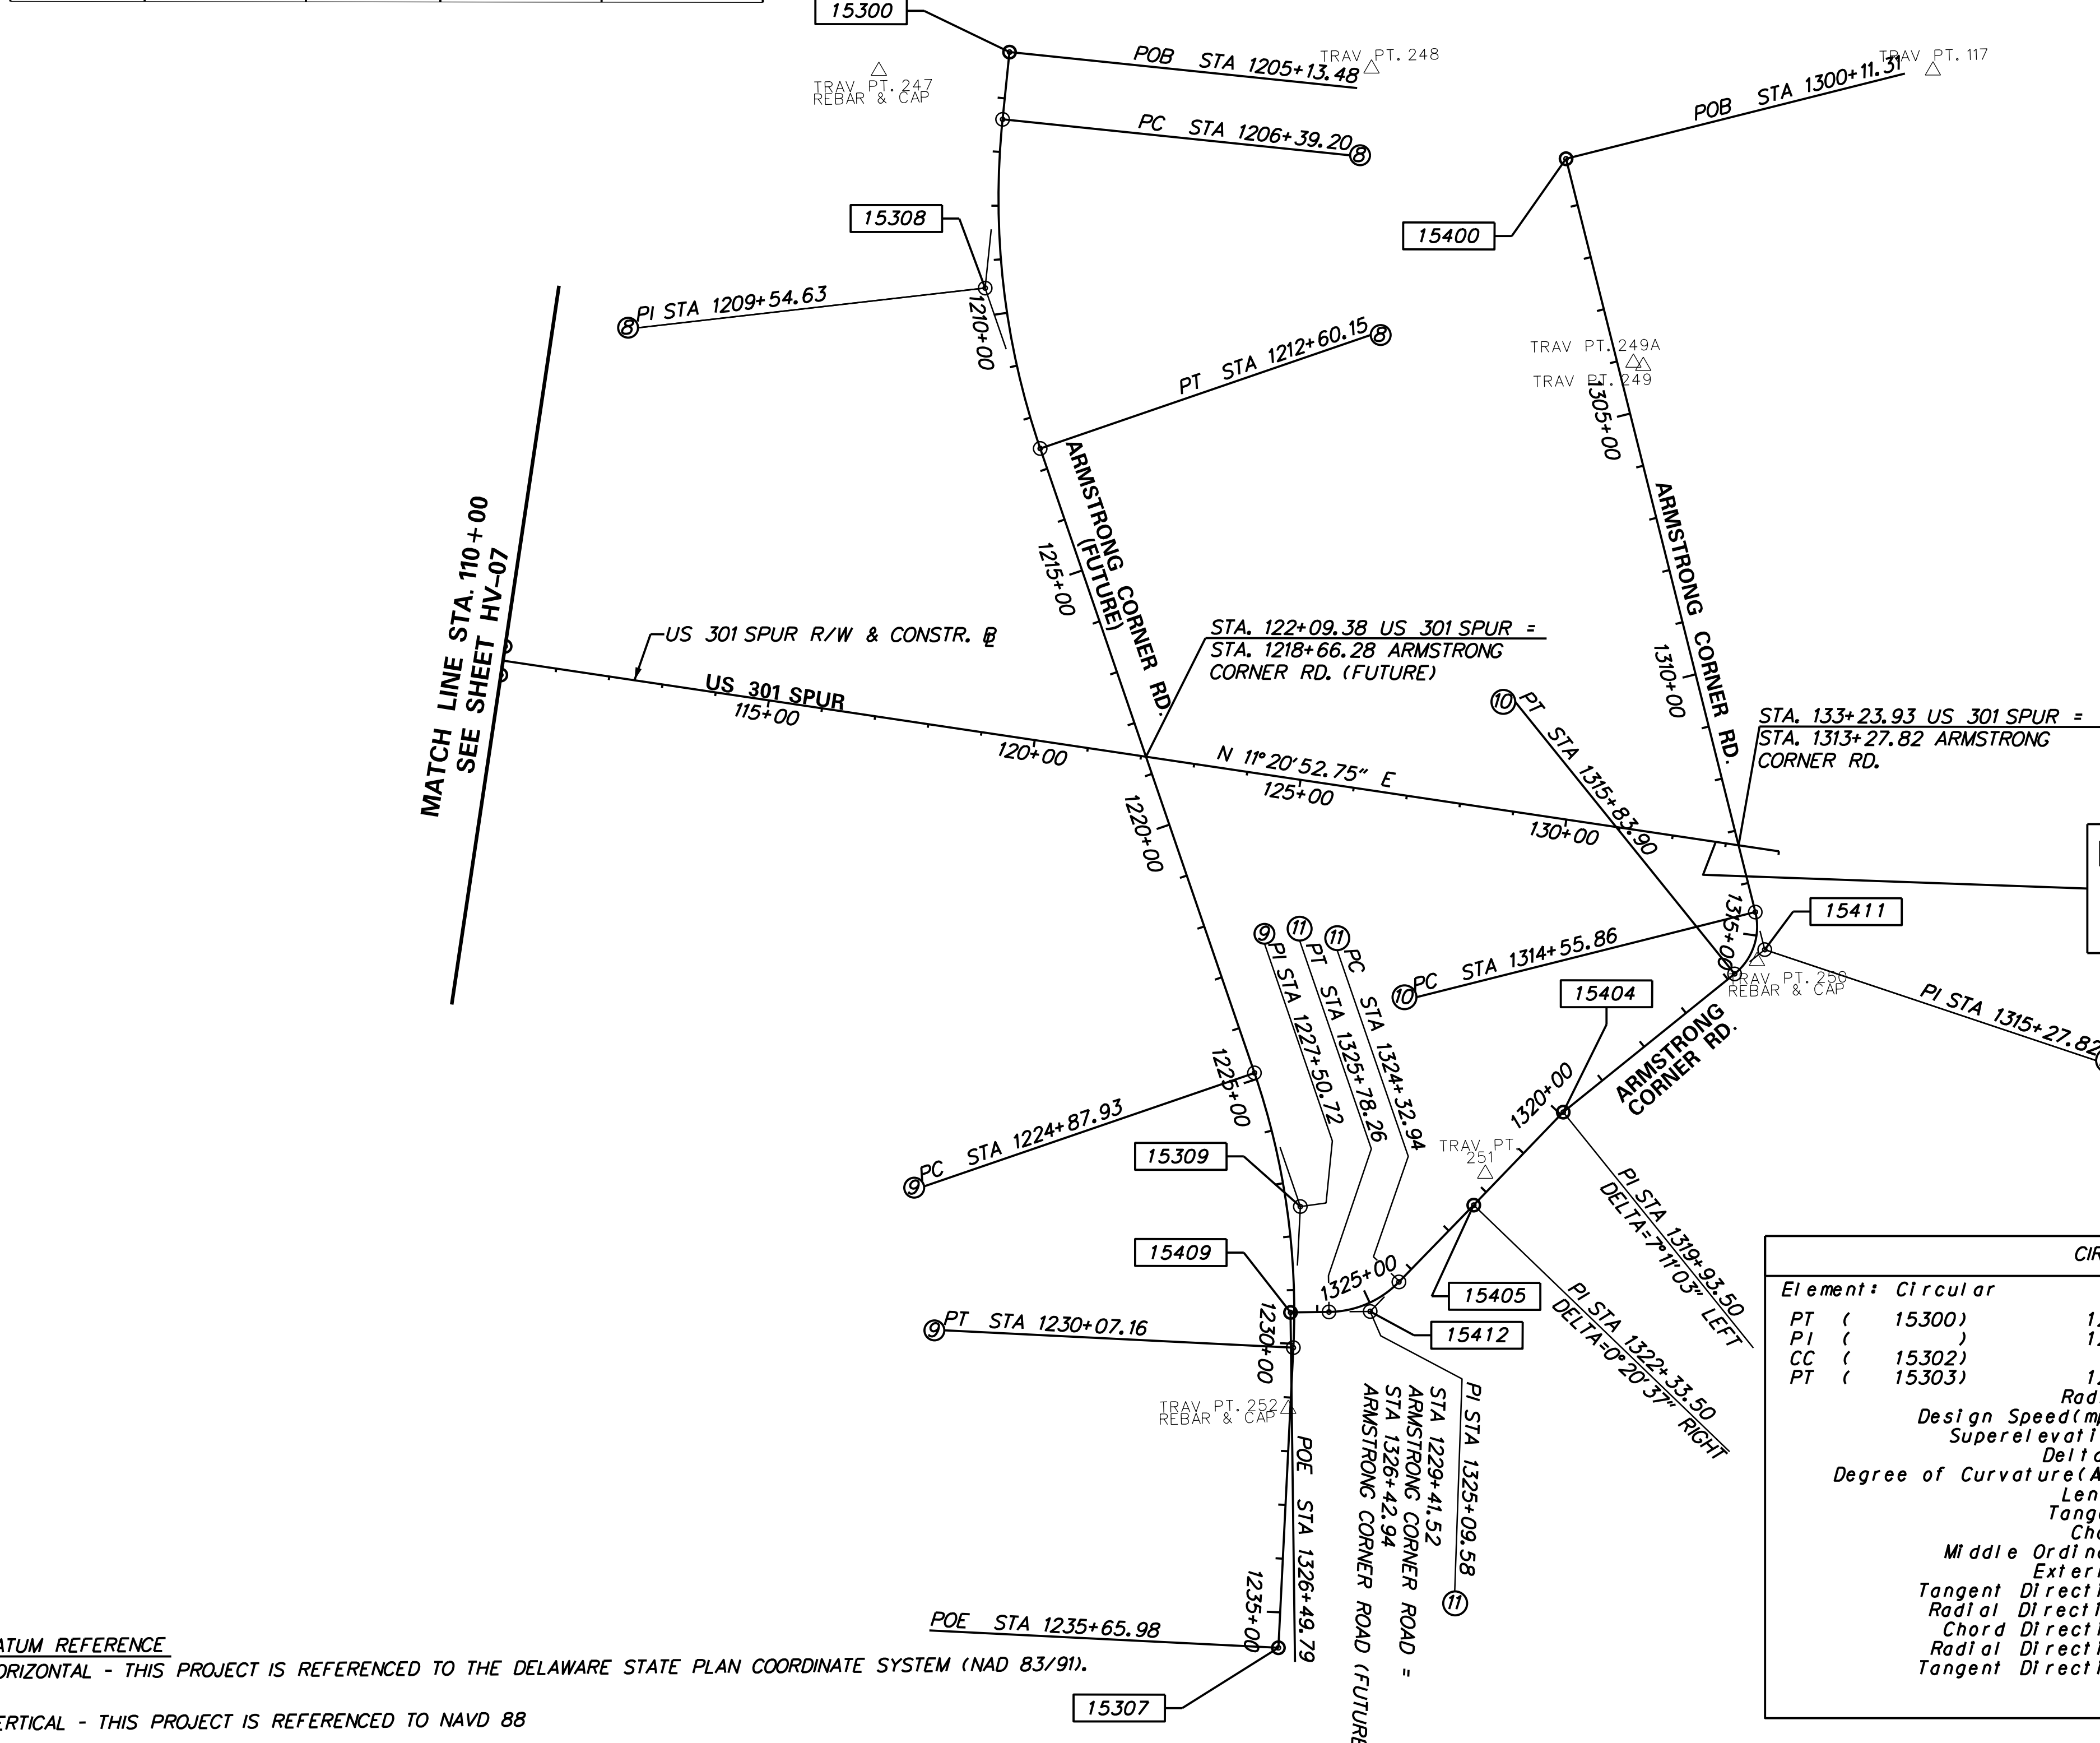 15300
POB STA 1205+13.48
TRAV PT. 248
TRAV PT. 117
POB STA 1300+11.31
TRAV PT. 247
REBAR & CAP
PC STA 1206+39.20
8
15308
15400
PI STA 1209+54.63
8
1210+00
PT STA 1212+60.15
8
TRAV PT. 249A
TRAV PT. 249
1305+00
ARMSTRONG CORNER RD.
(FUTURE)
ARMSTRONG CORNER RD.
MATCH LINE STA. 110+00
SEE SHEET HV-07
1215+00
US 301 SPUR R/W & CONSTR. BL
US 301 SPUR
115+00
STA. 122+09.38 US 301 SPUR =
STA. 1218+66.28 ARMSTRONG
CORNER RD. (FUTURE)
1310+00
10
PT STA 1315+83.90
STA. 133+23.93 US 301 SPUR =
STA. 1313+27.82 ARMSTRONG
CORNER RD.
120+00
N 11°20'52.75" E
125+00
130+00
1220+00
15411
1315+00
PC STA 1314+55.86
10
TRAV PT. 250
REBAR & CAP
PI STA 1315+27.82
15404
ARMSTRONG
CORNER RD.
9
PI STA 1227+50.72
11
PT STA 1325+78.26
11
PC STA 1324+32.94
1225+00
PC STA 1224+87.93
9
1320+00
TRAV PT.
251
15309
PI STA 1319+93.50
DELTA=7°11'03" LEFT
15409
1325+00
15405
PI STA 1322+33.50
DELTA=0°20'37" RIGHT
15412
9
PT STA 1230+07.16
1230+00
TRAV PT. 252
REBAR & CAP
POE STA 1326+49.79
PI STA 1325+09.58
11
STA 1229+41.52
ARMSTRONG CORNER ROAD =
STA 1326+42.94
ARMSTRONG CORNER ROAD (FUTURE
1235+00
POE STA 1235+65.98
15307
CIR
Element: Circular
PT ( 15300) 12
PI ( ) 12
CC ( 15302)
PT ( 15303) 12
Rad
Design Speed(mp
Superelevati
Delt
Degree of Curvature(A
Len
Tang
Cho
Middle Ordin
Exter
Tangent Directi
Radial Directi
Chord Directi
Radial Directi
Tangent Directi
ATUM REFERENCE
ORIZONTAL - THIS PROJECT IS REFERENCED TO THE DELAWARE STATE PLAN COORDINATE SYSTEM (NAD 83/91).
ERTICAL - THIS PROJECT IS REFERENCED TO NAVD 88